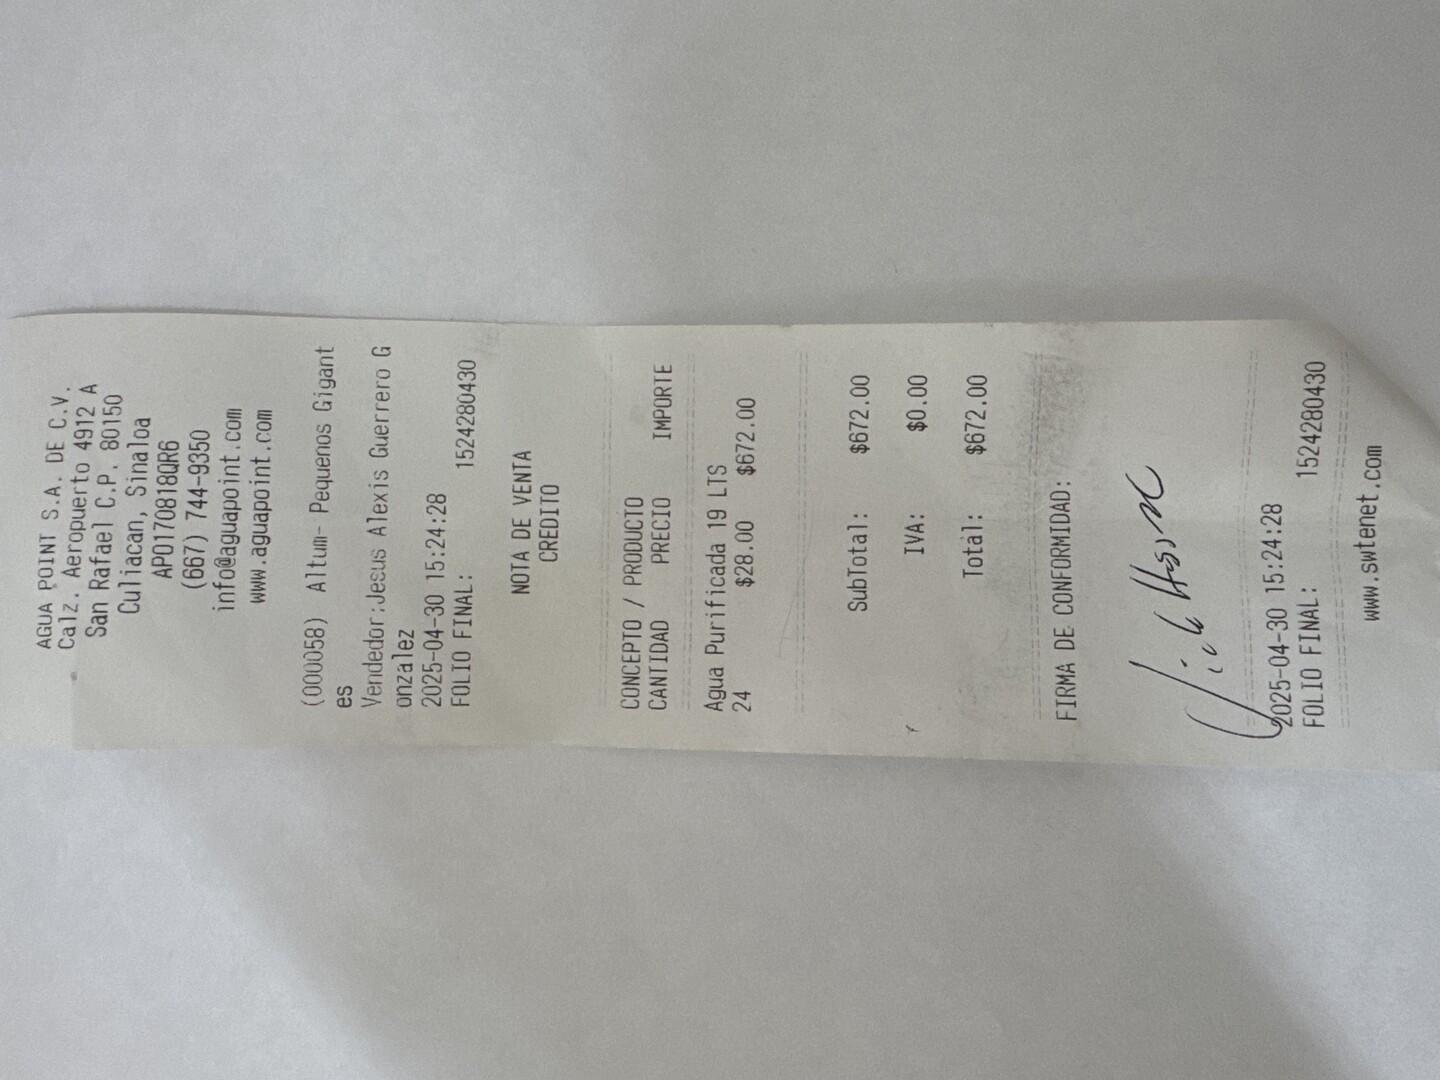 AGUA POINT S.A. DE C.V.
Calz. Aeropuerto 4912 A
San Rafael C.P. 80150
Culiacan, Sinaloa
APO170818QR6
(667) 744-9350
info@aguapoint.com
www.aguapoint.com
(000058) Altum- Pequenos Gigant
es
Vendedor:Jesus Alexis Guerrero G
onzalez
2025-04-30 15:24:28
FOLIO FINAL: 1524280430
NOTA DE VENTA
CREDITO
CONCEPTO / PRODUCTO
CANTIDAD PRECIO IMPORTE
Agua Purificada 19 LTS
24 $28.00 $672.00
SubTotal: $672.00
IVA: $0.00
Total: $672.00
FIRMA DE CONFORMIDAD:
2025-04-30 15:24:28
FOLIO FINAL: 1524280430
www.swtenet.com